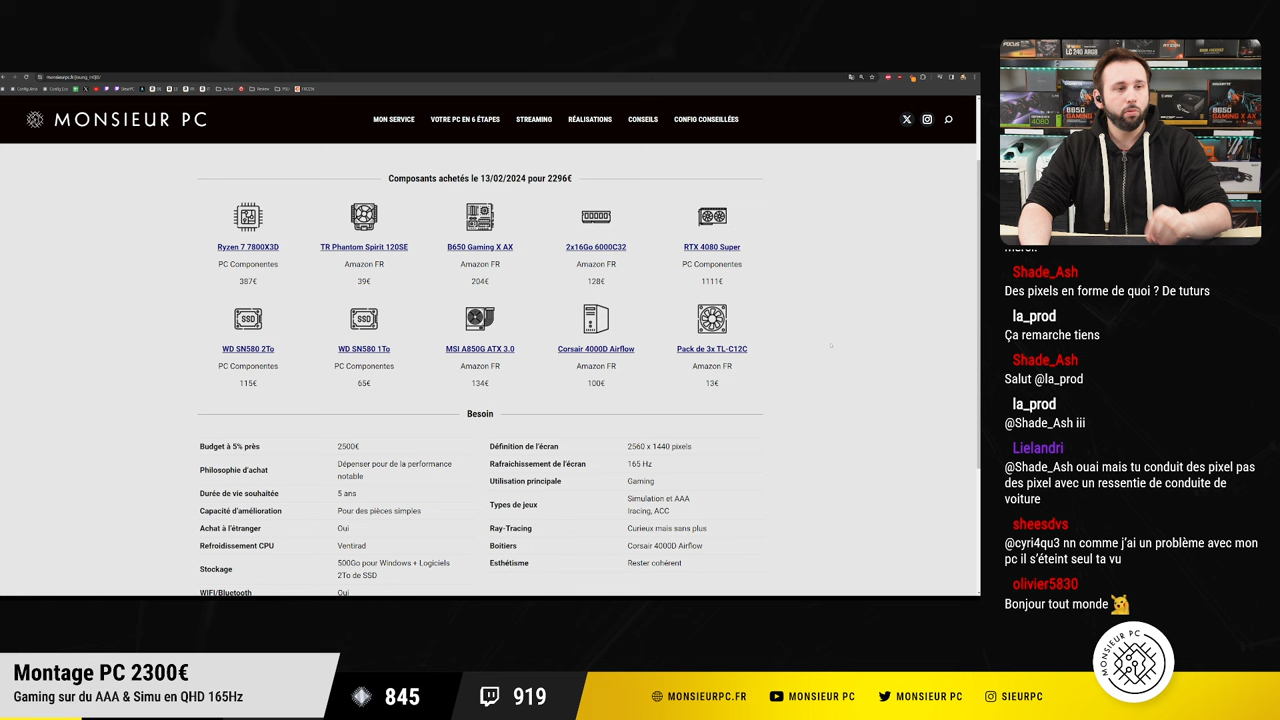 monsieurpc.fr/joung_ml3j0/
MONSIEUR PC
MON SERVICE
VOTRE PC EN 6 ÉTAPES
STREAMING
RÉALISATIONS
CONSEILS
CONFIG CONSEILLÉES
Composants achetés le 13/02/2024 pour 2296€
Ryzen 7 7800X3D
TR Phantom Spirit 120SE
B650 Gaming X AX
2x16Go 6000C32
RTX 4080 Super
PC Componentes
Amazon FR
Amazon FR
Amazon FR
PC Componentes
387€
39€
204€
128€
1111€
SSD
SSD
WD SN580 2To
WD SN580 1To
MSI A850G ATX 3.0
Corsair 4000D Airflow
Pack de 3x TL-C12C
PC Componentes
PC Componentes
Amazon FR
Amazon FR
Amazon FR
115€
65€
134€
100€
13€
Besoin
Budget à 5% près
2500€
Philosophie d'achat
Dépenser pour de la performance
notable
Durée de vie souhaitée
5 ans
Capacité d'amélioration
Pour des pièces simples
Achat à l'étranger
Oui
Refroidissement CPU
Ventirad
Stockage
500Go pour Windows + Logiciels
2To de SSD
WIFI/Bluetooth
Oui
Définition de l'écran
2560 x 1440 pixels
Rafraichissement de l'écran
165 Hz
Utilisation principale
Gaming
Types de jeux
Simulation et AAA
Iracing, ACC
Ray-Tracing
Curieux mais sans plus
Boitiers
Corsair 4000D Airflow
Esthétisme
Rester cohérent
Shade_Ash
Des pixels en forme de quoi ? De tuturs
la_prod
Ça remarche tiens
Shade_Ash
Salut @la_prod
la_prod
@Shade_Ash iii
Lielandri
@Shade_Ash ouai mais tu conduit des pixel pas
des pixel avec un ressentie de conduite de
voiture
sheesdvs
@cyri4qu3 nn comme j'ai un problème avec mon
pc il s'éteint seul ta vu
olivier5830
Bonjour tout monde
MONSIEUR PC
Montage PC 2300€
Gaming sur du AAA & Simu en QHD 165Hz
845
919
MONSIEURPC.FR
MONSIEUR PC
MONSIEUR PC
SIEURPC